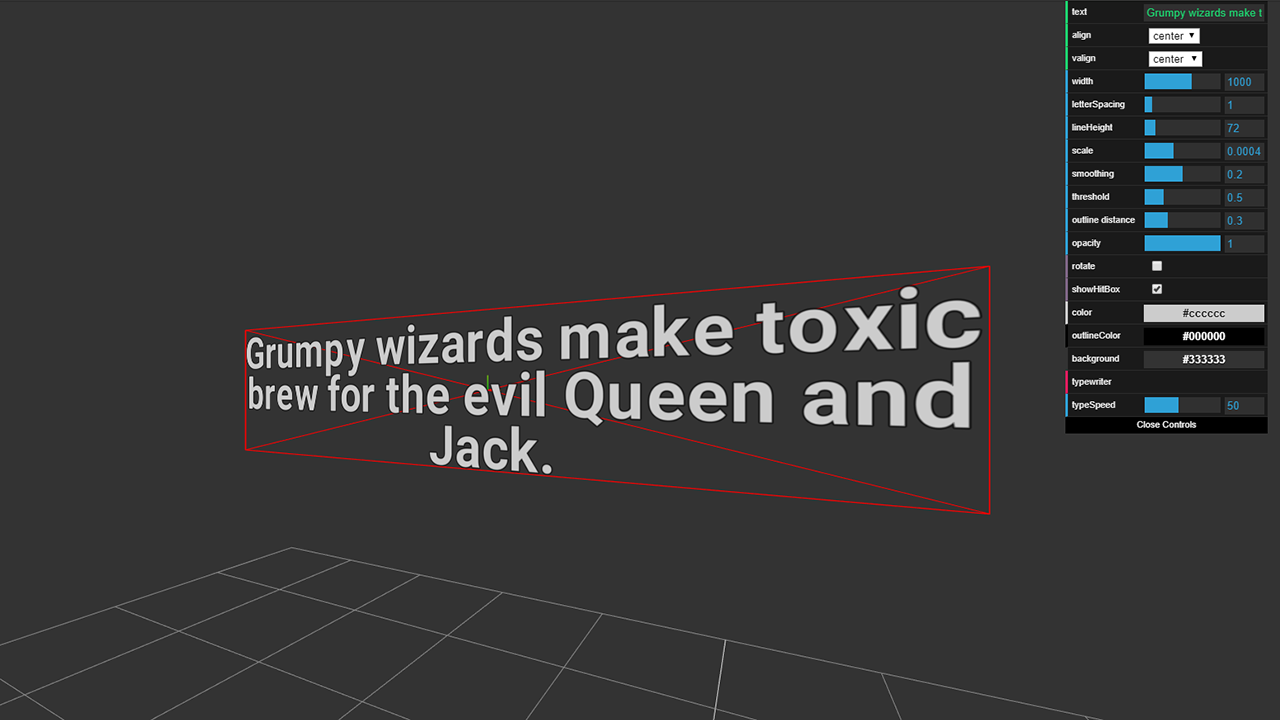 Grumpy wizards make toxic
brew for the evil Queen and
Jack.
text Grumpy wizards make t
align center
valign center
width 1000
letterSpacing 1
lineHeight 72
scale 0.0004
smoothing 0.2
threshold 0.5
outline distance 0.3
opacity 1
rotate
showHitBox
color #cccccc
outlineColor #000000
background #333333
typewriter
typeSpeed 50
Close Controls